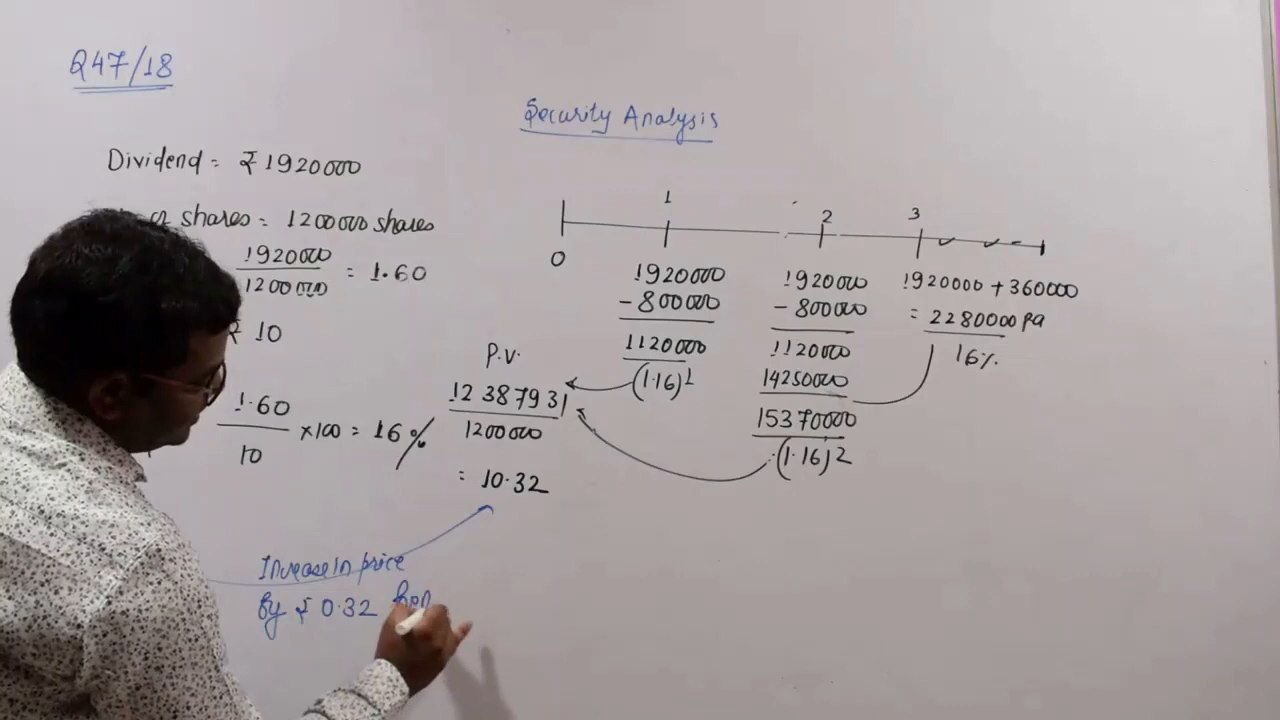 Q47/18
Security Analysis
Dividend = ₹ 1920000
shares = 1200000 shares
1920000
1200000
= 1.60
₹ 10
1.60
10
×100 = 16%
0
1
2
3
1920000
- 800000
1120000
(1.16)1
1920000
- 800000
1120000
14250000
15370000
(1.16)2
1920000 + 360000
= 2280000 Pa
16%
P.V.
12387931
1200000
= 10.32
Increase in price
by ₹ 0.32